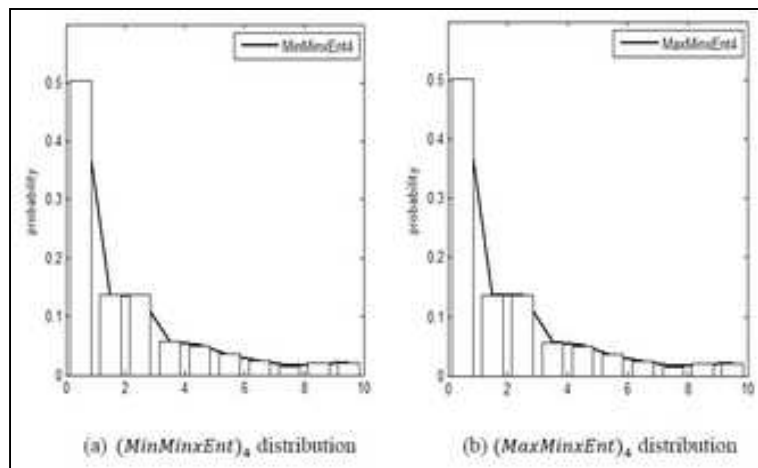 MinMinxEnt4
MaxMinxEnt4
probability
0.5
0.4
0.3
0.2
0.1
0
0 2 4 6 8 10
probability
0.5
0.4
0.3
0.2
0.1
0
0 2 4 6 8 10
(a) (MinMinxEnt)₄ distribution
(b) (MaxMinxEnt)₄ distribution